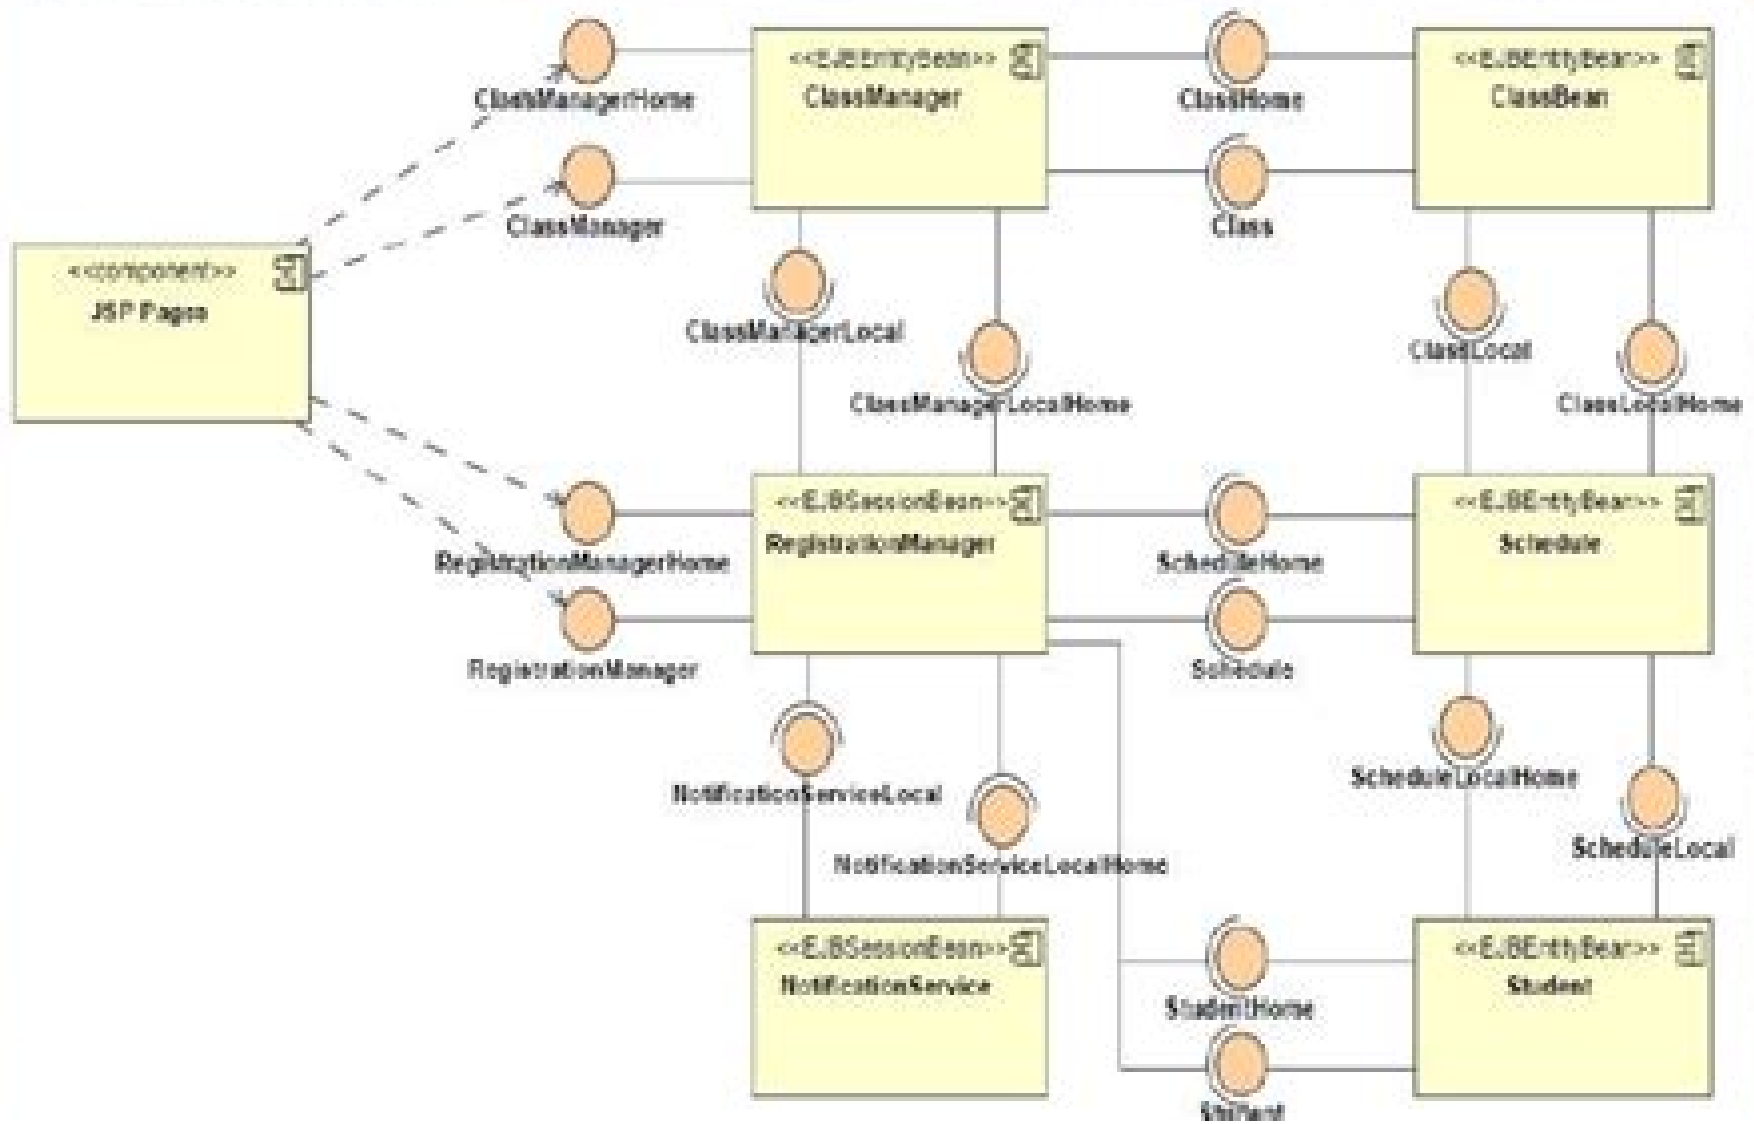 <<EJBEntityBean>>
ClassManager
<<EJBEntityBean>>
ClassBean
ClassManagerHome
ClassHome
ClassManager
Class
<<component>>
JSP Pages
ClassManagerLocal
ClassLocal
ClassManagerLocalHome
ClassLocalHome
<<EJBSessionBean>>
RegistrationManager
<<EJBEntityBean>>
Schedule
RegistrationManagerHome
ScheduleHome
RegistrationManager
Schedule
NotificationServiceLocal
ScheduleLocalHome
NotificationServiceLocalHome
ScheduleLocal
<<EJBSessionBean>>
NotificationService
<<EJBEntityBean>>
Student
StudentHome
Student